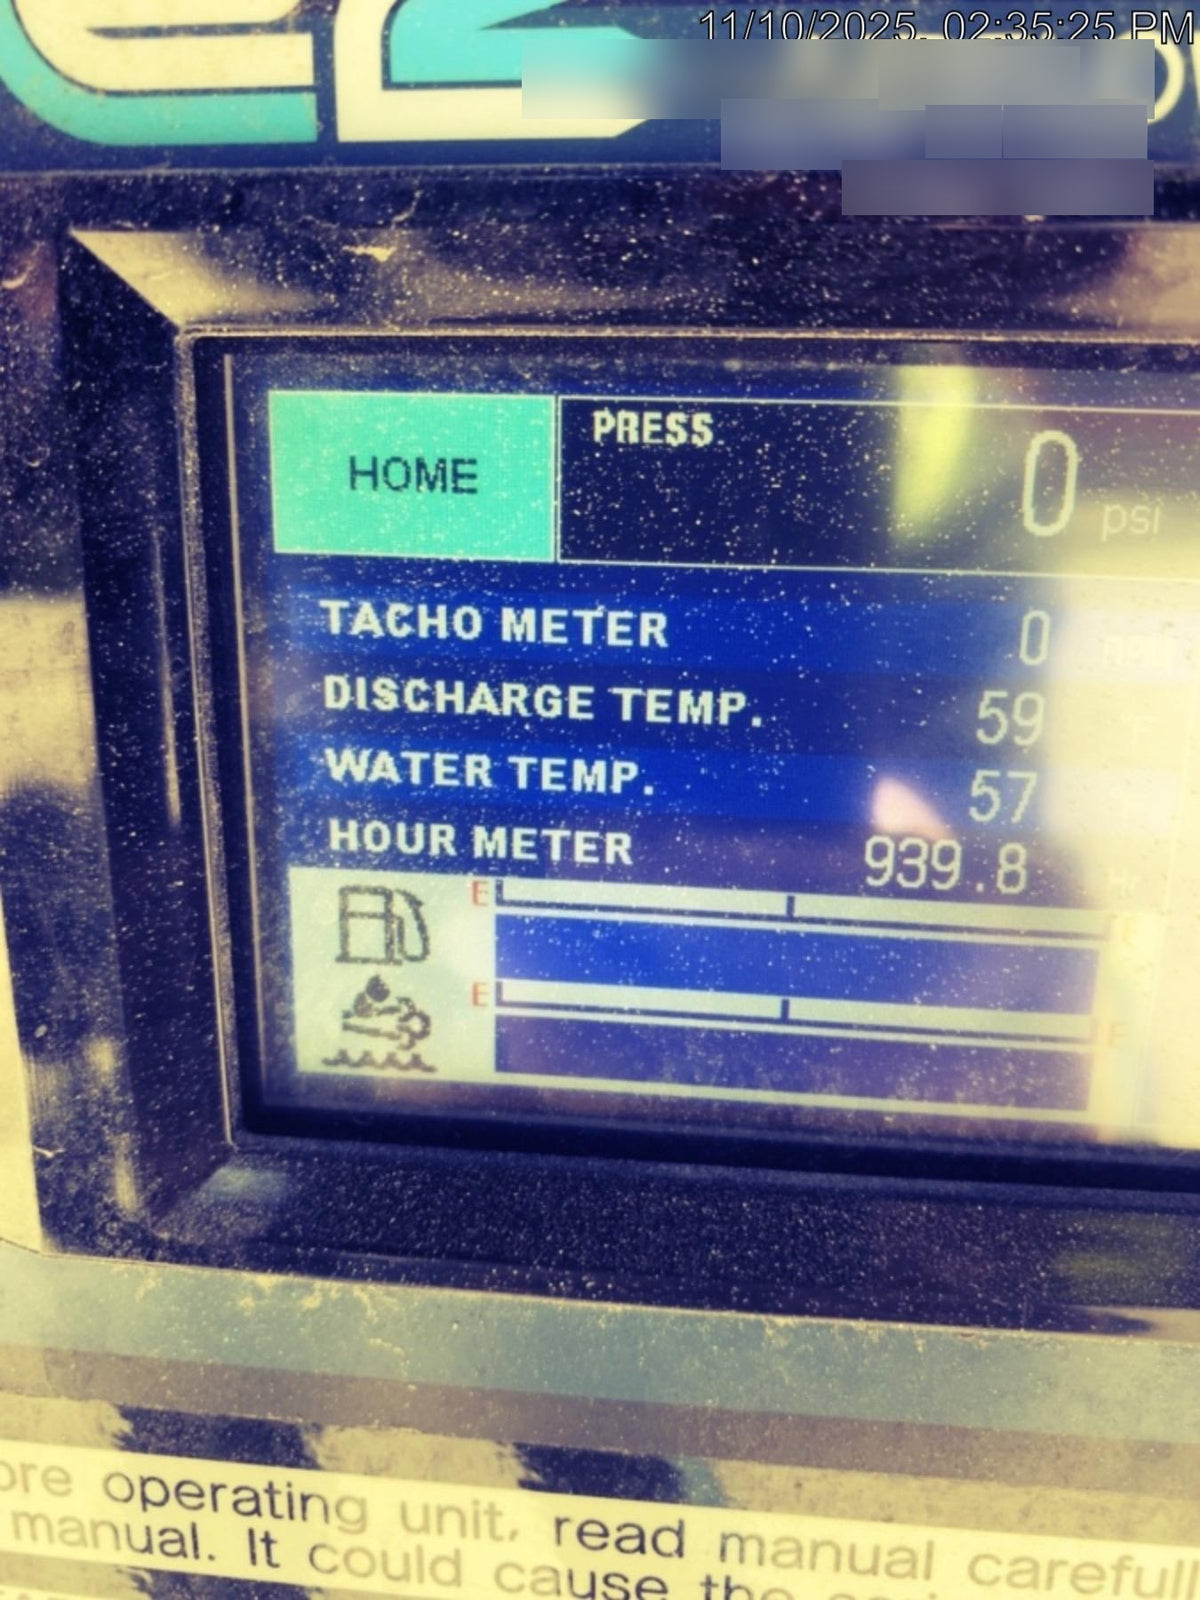 11/10/2025, 02:35:25 PM
HOME
PRESS.
0 psi
TACHO METER 0
DISCHARGE TEMP. 59
WATER TEMP. 57
HOUR METER 939.8
E
E F
ore operating unit, read manual carefull
manual. It could cause the